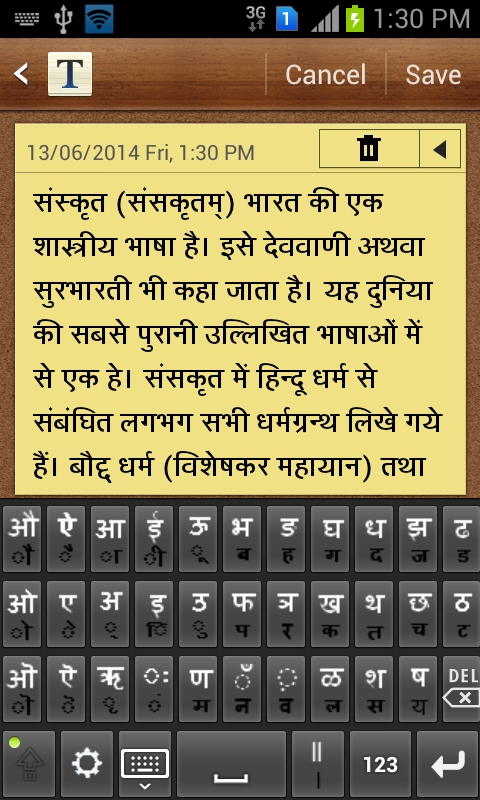 3G 1 1:30 PM
T Cancel Save
13/06/2014 Fri, 1:30 PM
संस्कृत (संसकृतम्) भारत की एक
शास्त्रीय भाषा है। इसे देववाणी अथवा
सुरभारती भी कहा जाता है। यह दुनिया
की सबसे पुरानी उल्लिखित भाषाओं में
से एक हे। संसकृत में हिन्दू धर्म से
संबंघित लगभग सभी धर्मग्रन्थ लिखे गये
हैं। बौद्द धर्म (विशेषकर महायान) तथा
औ ऐ आ ई ऊ भ ङ घ ध झ ढ
ौ ै ा ी ू ब ह ग द ज ड
ओ ए अ इ उ फ ञ ख थ छ ठ
ो े ् ि ु प र क त च ट
ऒ ऎ ऋ ः ण ँ ़ ळ श ष DEL
ॊ ॆ ृ ं म न व ल स य
॥ 123
।